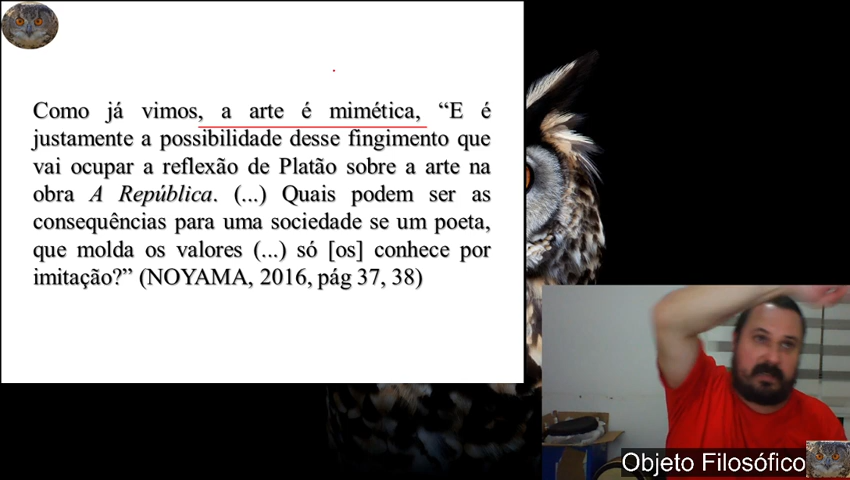 Como já vimos, a arte é mimética, “E é
justamente a possibilidade desse fingimento que
vai ocupar a reflexão de Platão sobre a arte na
obra A República. (...) Quais podem ser as
consequências para uma sociedade se um poeta,
que molda os valores (...) só [os] conhece por
imitação?” (NOYAMA, 2016, pág 37, 38)
Objeto Filosófico